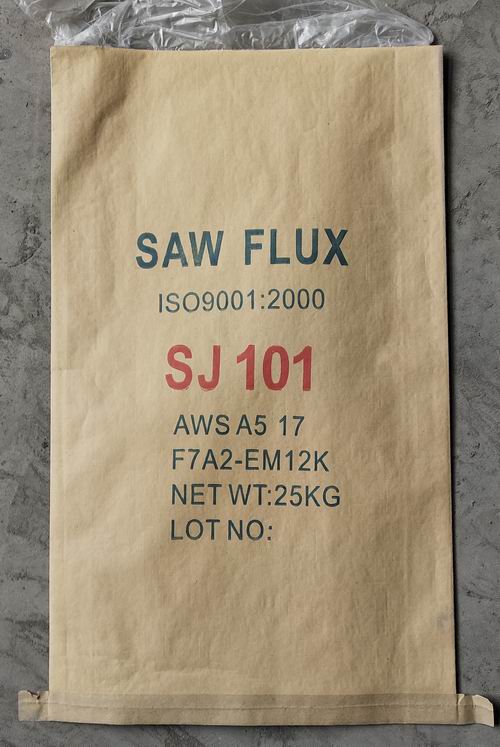 SAW FLUX
ISO9001:2000
SJ 101
AWS A5 17
F7A2-EM12K
NET WT:25KG
LOT NO: